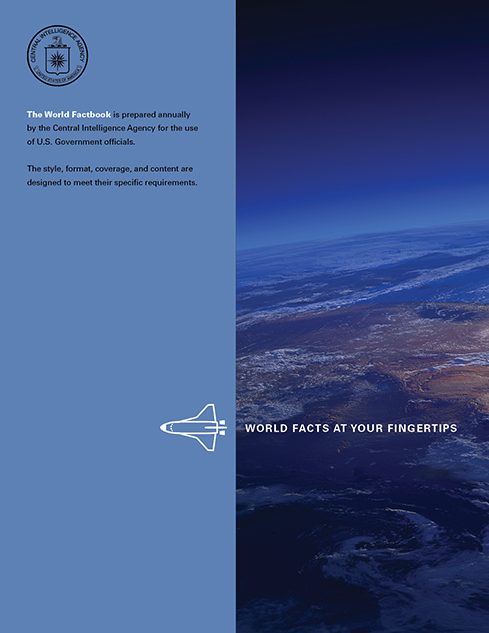 CENTRAL INTELLIGENCE AGENCY
UNITED STATES OF AMERICA
The World Factbook is prepared annually
by the Central Intelligence Agency for the use
of U.S. Government officials.
The style, format, coverage, and content are
designed to meet their specific requirements.
WORLD FACTS AT YOUR FINGERTIPS